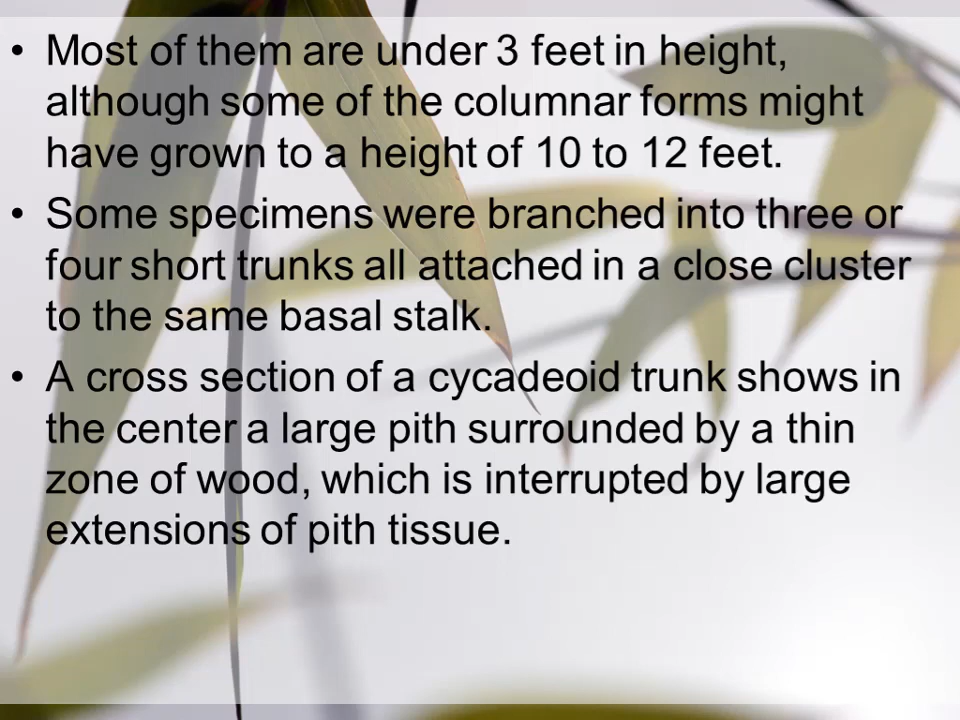 • Most of them are under 3 feet in height,
although some of the columnar forms might
have grown to a height of 10 to 12 feet.
• Some specimens were branched into three or
four short trunks all attached in a close cluster
to the same basal stalk.
• A cross section of a cycadeoid trunk shows in
the center a large pith surrounded by a thin
zone of wood, which is interrupted by large
extensions of pith tissue.